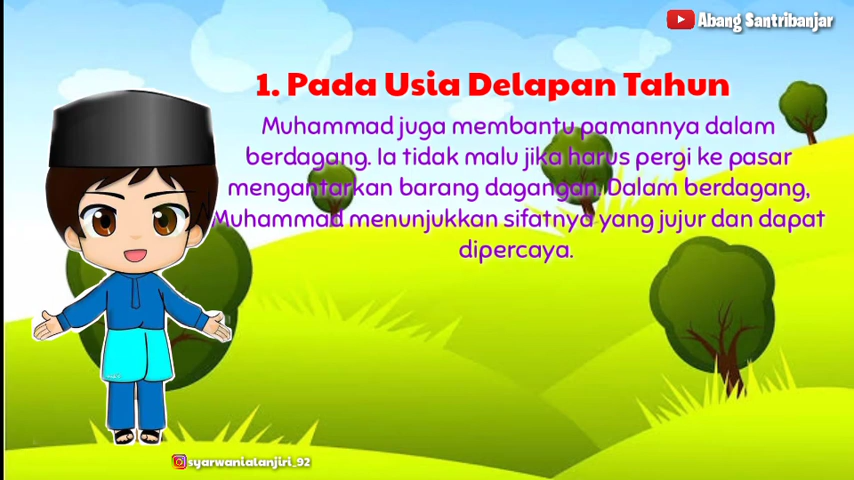 Abang Santribanjar
1. Pada Usia Delapan Tahun
Muhammad juga membantu pamannya dalam
berdagang. Ia tidak malu jika harus pergi ke pasar
mengantarkan barang dagangan. Dalam berdagang,
Muhammad menunjukkan sifatnya yang jujur dan dapat
dipercaya.
syarwanialanjiri_92